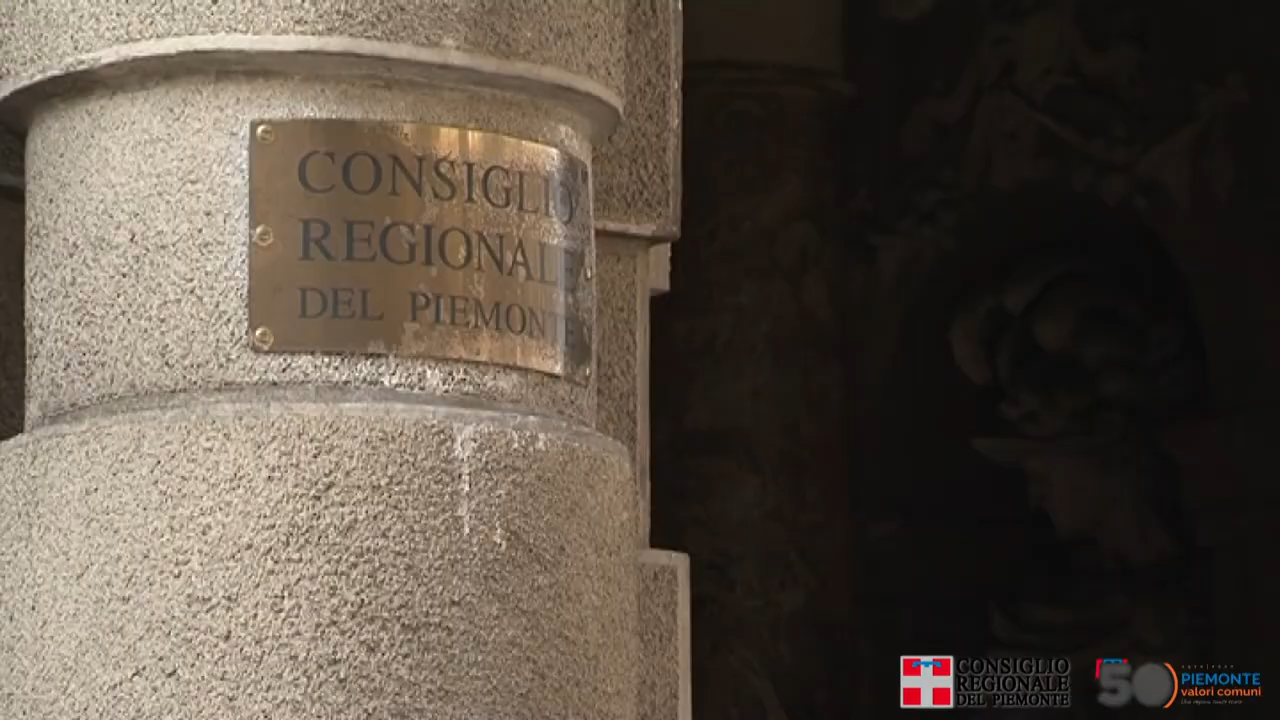 CONSIGLIO
REGIONALE
DEL PIEMONTE
CONSIGLIO
REGIONALE
DEL PIEMONTE
50
PIEMONTE
valori comuni